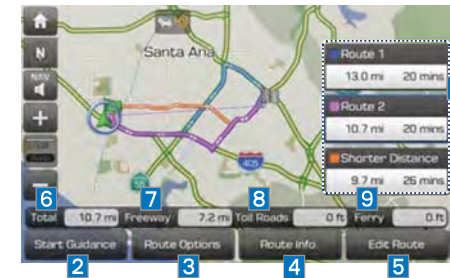 Santa Ana
N
NAV
Route 1
13.0 mi 20 mins
Route 2
10.7 mi 20 mins
Shorter Distance
9.7 mi 26 mins
405
6 7 8 9
Total 10.7 mi Freeway 7.2 mi Toll Roads 0 ft Ferry 0 ft
Start Guidance Route Options Route Info. Edit Route
2 3 4 5